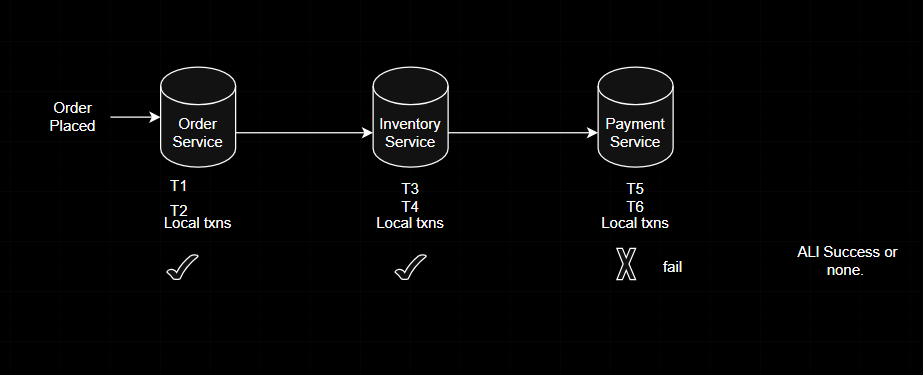 Order
Placed
Order
Service
Inventory
Service
Payment
Service
T1
T2
Local txns
T3
T4
Local txns
T5
T6
Local txns
fail
ALI Success or
none.